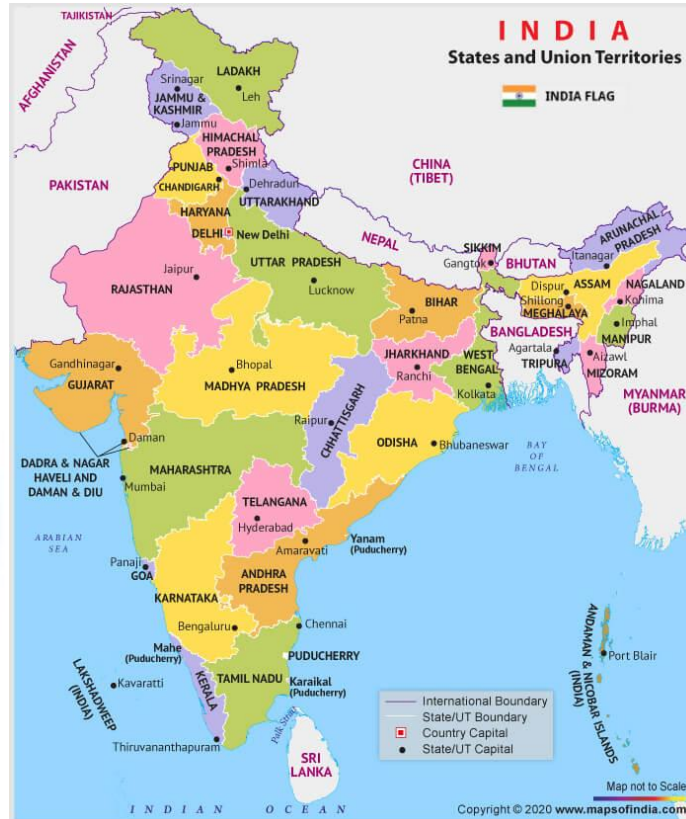 INDIA
States and Union Territories
INDIA FLAG
TAJIKISTAN
AFGHANISTAN
PAKISTAN
CHINA
(TIBET)
NEPAL
BHUTAN
BANGLADESH
MYANMAR
(BURMA)
SRI
LANKA
LADAKH
Leh
Srinagar
JAMMU &
KASHMIR
Jammu
HIMACHAL
PRADESH
Shimla
PUNJAB
CHANDIGARH
Dehradun
UTTARAKHAND
HARYANA
DELHI
New Delhi
UTTAR PRADESH
Lucknow
Jaipur
RAJASTHAN
BIHAR
Patna
SIKKIM
Gangtok
ARUNACHAL
PRADESH
Itanagar
ASSAM
Dispur
Shillong
MEGHALAYA
NAGALAND
Kohima
Imphal
MANIPUR
Agartala
TRIPURA
Aizawl
MIZORAM
Gandhinagar
GUJARAT
Bhopal
MADHYA PRADESH
JHARKHAND
Ranchi
WEST
BENGAL
Kolkata
Raipur
CHHATTISGARH
ODISHA
Bhubaneswar
BAY
OF
BENGAL
Daman
DADRA & NAGAR
HAVELI AND
DAMAN & DIU
MAHARASHTRA
Mumbai
TELANGANA
Hyderabad
ARABIAN
SEA
Amaravati
Yanam
(Puducherry)
Panaji
GOA
ANDHRA
PRADESH
KARNATAKA
Bengaluru
Chennai
Mahe
(Puducherry)
PUDUCHERRY
TAMIL NADU
Karaikal
(Puducherry)
KERALA
LAKSHADWEEP
(INDIA)
Kavaratti
Thiruvananthapuram
Palk Strait
ANDAMAN & NICOBAR ISLANDS
(INDIA)
Port Blair
International Boundary
State/UT Boundary
Country Capital
State/UT Capital
Map not to Scale
INDIAN OCEAN
Copyright © 2020 www.mapsofindia.com